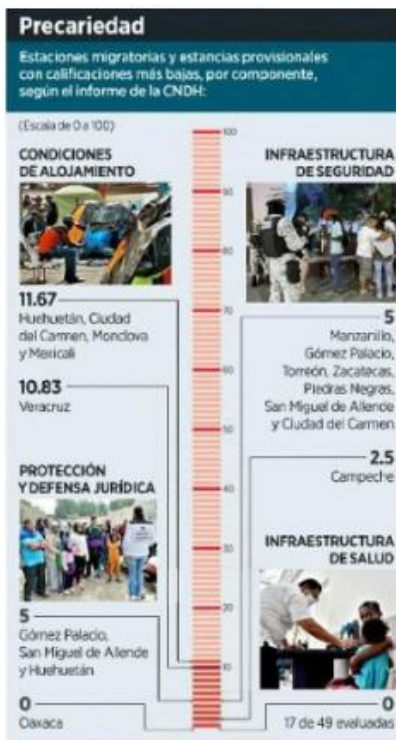 Precariedad
Estaciones migratorias y estancias provisionales
con calificaciones más bajas, por componente,
según el informe de la CNDH:
(Escala de 0 a 100)
CONDICIONES
DE ALOJAMIENTO
11.67
Huehuetán, Ciudad
del Carmen, Monclova
y Mexicali
10.83
Veracruz
PROTECCIÓN
Y DEFENSA JURÍDICA
5
Gómez Palacio,
San Miguel de Allende
y Huehuetán
0
Oaxaca
100
90
80
70
60
50
40
30
20
10
INFRAESTRUCTURA
DE SEGURIDAD
5
Manzanillo,
Gómez Palacio,
Torreón, Zacatecas,
Piedras Negras,
San Miguel de Allende
y Ciudad del Carmen
2.5
Campeche
INFRAESTRUCTURA
DE SALUD
0
17 de 49 evaluadas